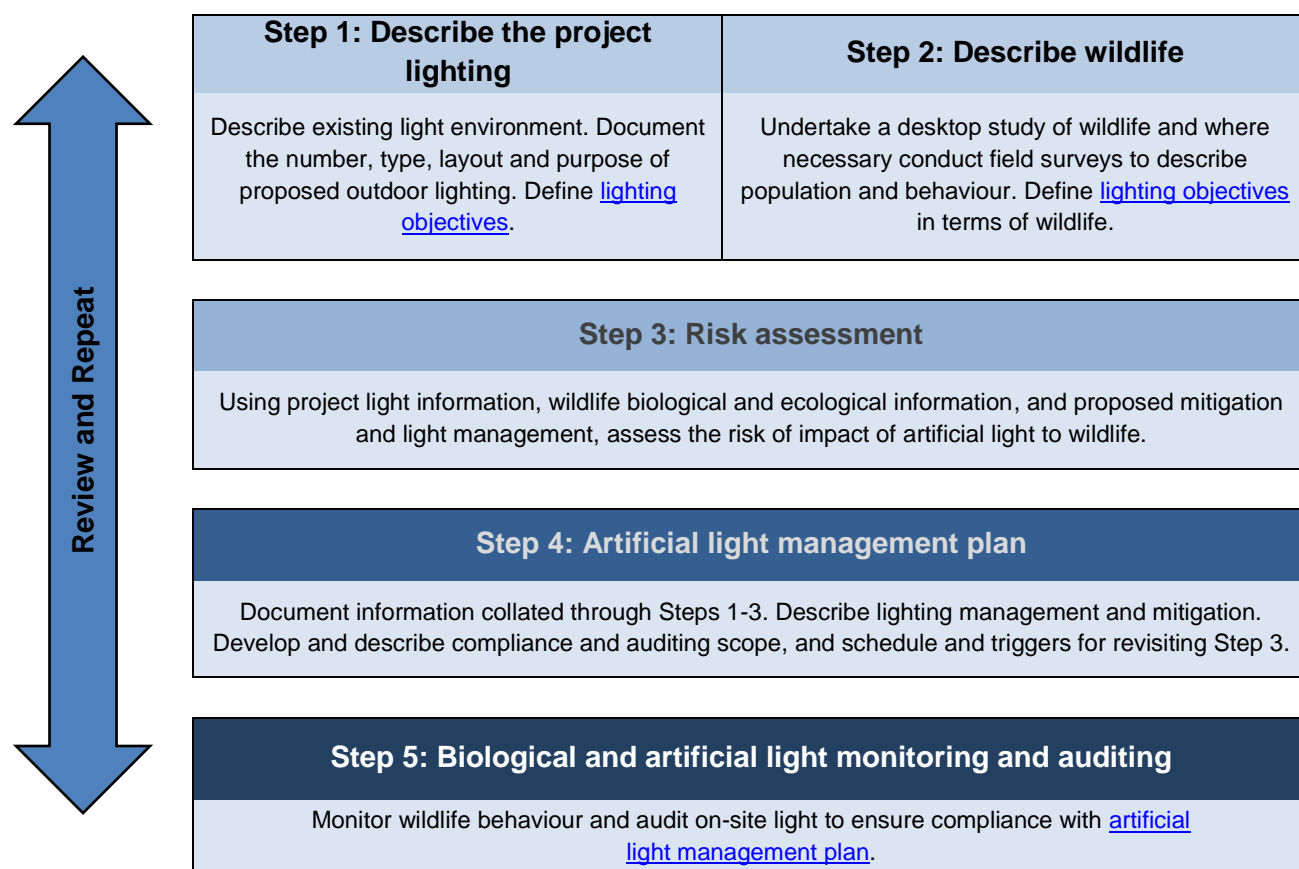 Step 1: Describe the project
lighting
Describe existing light environment. Document
the number, type, layout and purpose of
proposed outdoor lighting. Define lighting
objectives.
Step 2: Describe wildlife
Undertake a desktop study of wildlife and where
necessary conduct field surveys to describe
population and behaviour. Define lighting objectives
in terms of wildlife.
Review and Repeat
Step 3: Risk assessment
Using project light information, wildlife biological and ecological information, and proposed mitigation
and light management, assess the risk of impact of artificial light to wildlife.
Step 4: Artificial light management plan
Document information collated through Steps 1-3. Describe lighting management and mitigation.
Develop and describe compliance and auditing scope, and schedule and triggers for revisiting Step 3.
Step 5: Biological and artificial light monitoring and auditing
Monitor wildlife behaviour and audit on-site light to ensure compliance with artificial
light management plan.